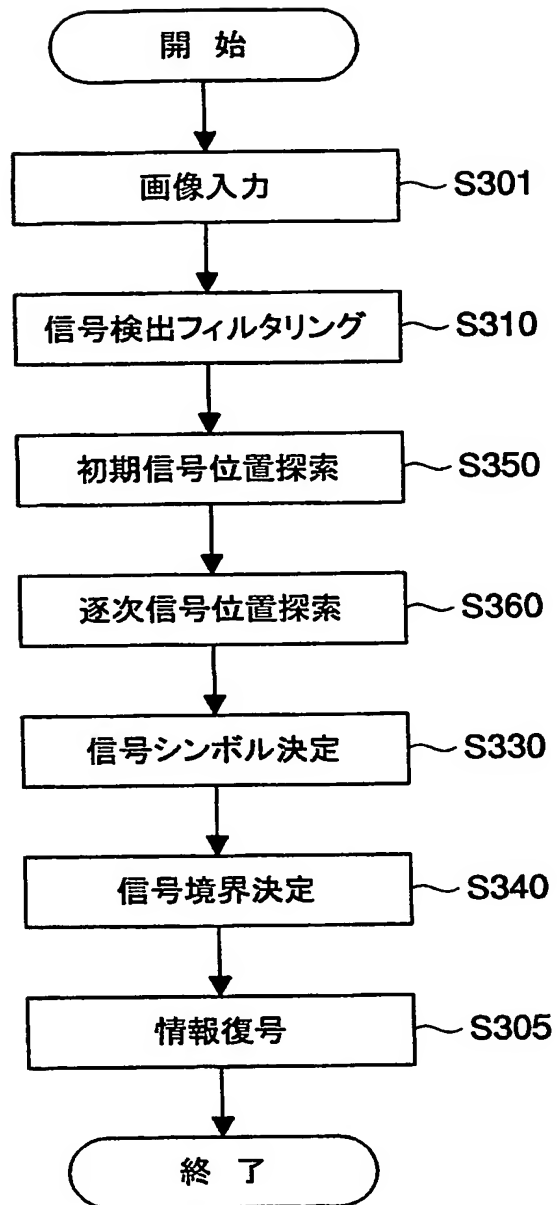 開 始
画像入力 S301
信号検出フィルタリング S310
初期信号位置探索 S350
逐次信号位置探索 S360
信号シンボル決定 S330
信号境界決定 S340
情報復号 S305
終 了